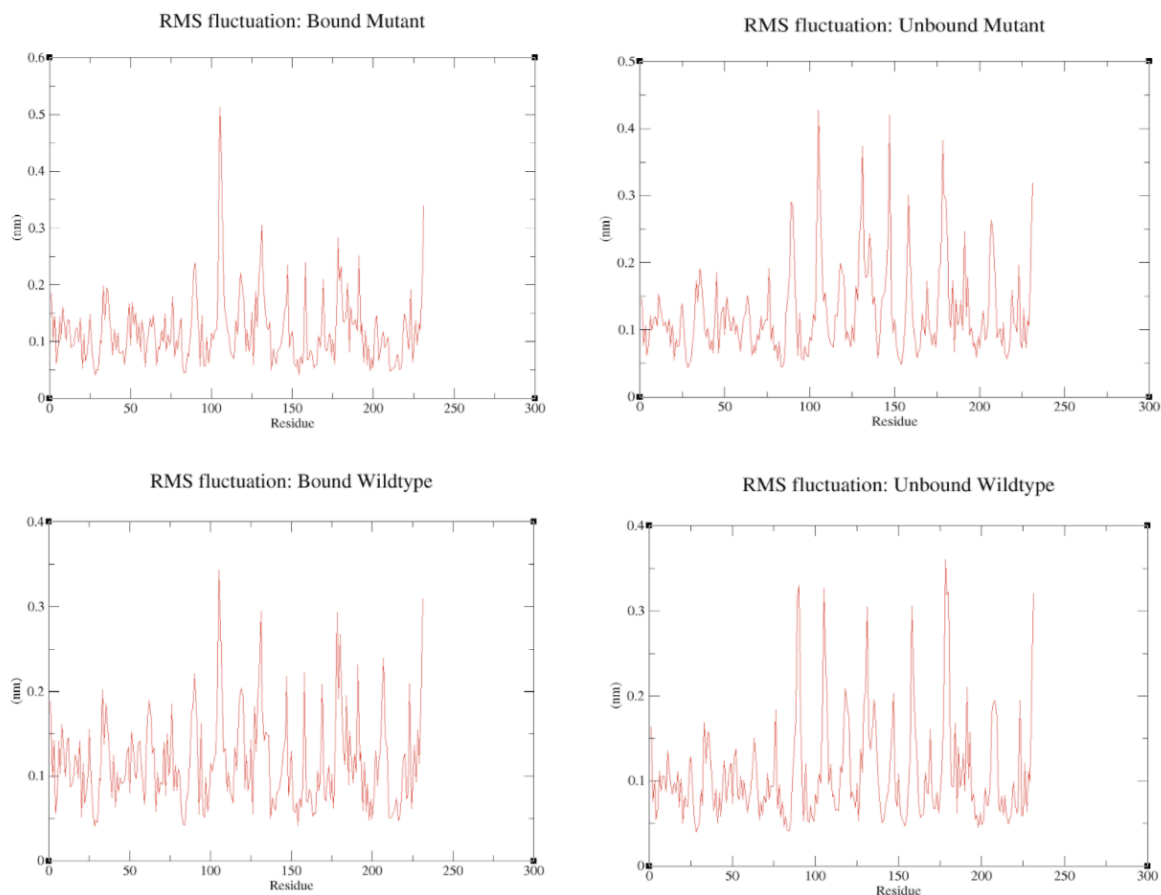 RMS fluctuation: Bound Mutant
0.6
0.5
0.4
0.3
0.2
0.1
0
(nm)
0 50 100 150 200 250 300
Residue
RMS fluctuation: Unbound Mutant
0.5
0.4
0.3
0.2
0.1
0
(nm)
0 50 100 150 200 250 300
Residue
RMS fluctuation: Bound Wildtype
0.4
0.3
0.2
0.1
0
(nm)
0 50 100 150 200 250 300
Residue
RMS fluctuation: Unbound Wildtype
0.4
0.3
0.2
0.1
0
(nm)
0 50 100 150 200 250 300
Residue